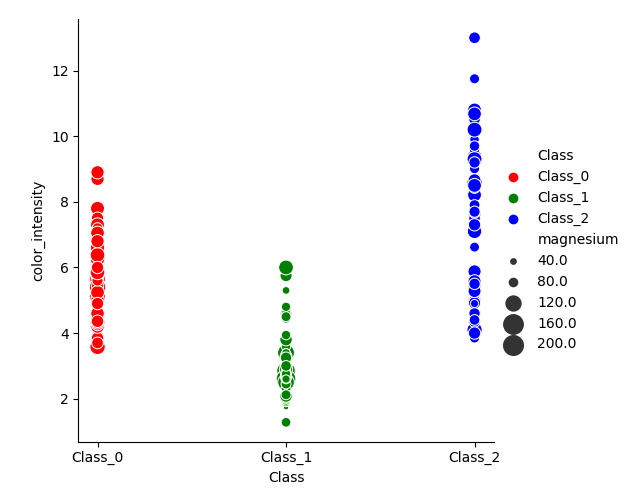 12
10
8
6
4
2
color_intensity
Class_0
Class_1
Class_2
Class
Class
Class_0
Class_1
Class_2
magnesium
40.0
80.0
120.0
160.0
200.0